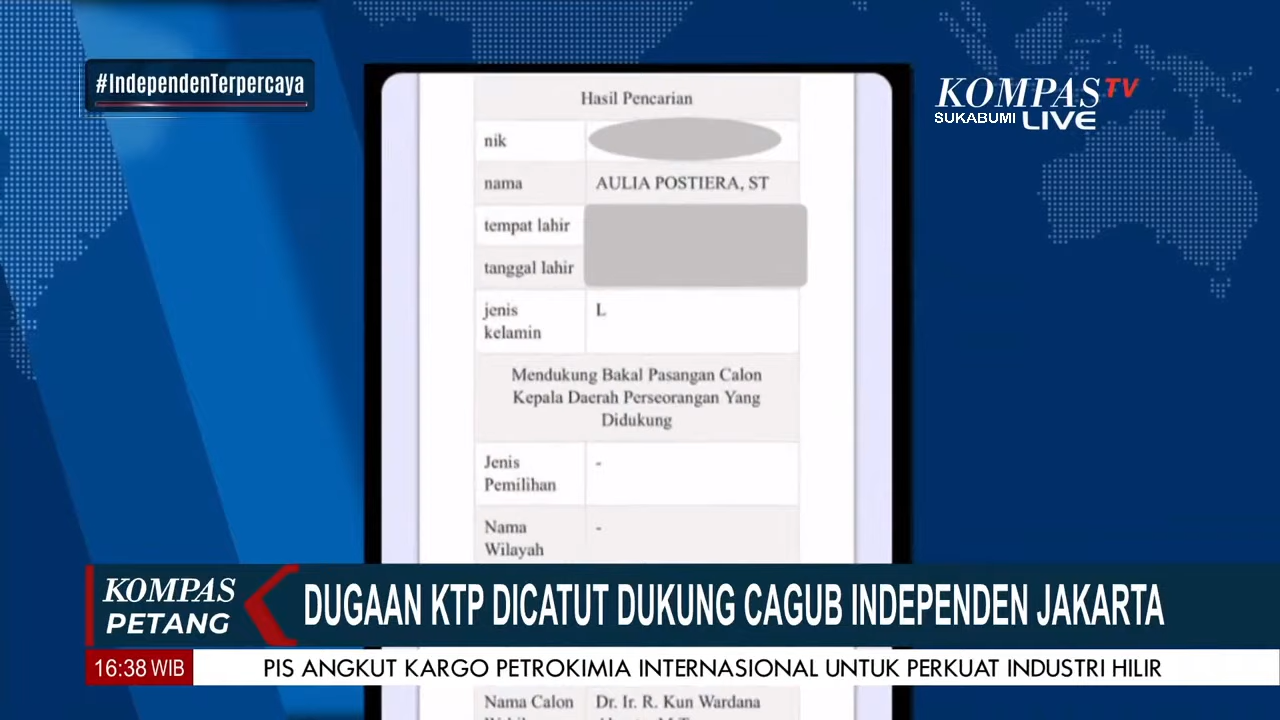 #IndependenTerpercaya
KOMPAS TV
SUKABUMI LIVE
Hasil Pencarian
nik
nama AULIA POSTIERA, ST
tempat lahir
tanggal lahir
jenis L
kelamin
Mendukung Bakal Pasangan Calon
Kepala Daerah Perseorangan Yang
Didukung
Jenis -
Pemilihan
Nama -
Wilayah
KOMPAS
PETANG
DUGAAN KTP DICATUT DUKUNG CAGUB INDEPENDEN JAKARTA
16:38 WIB
PIS ANGKUT KARGO PETROKIMIA INTERNASIONAL UNTUK PERKUAT INDUSTRI HILIR
Nama Calon Dr. Ir. R. Kun Wardana